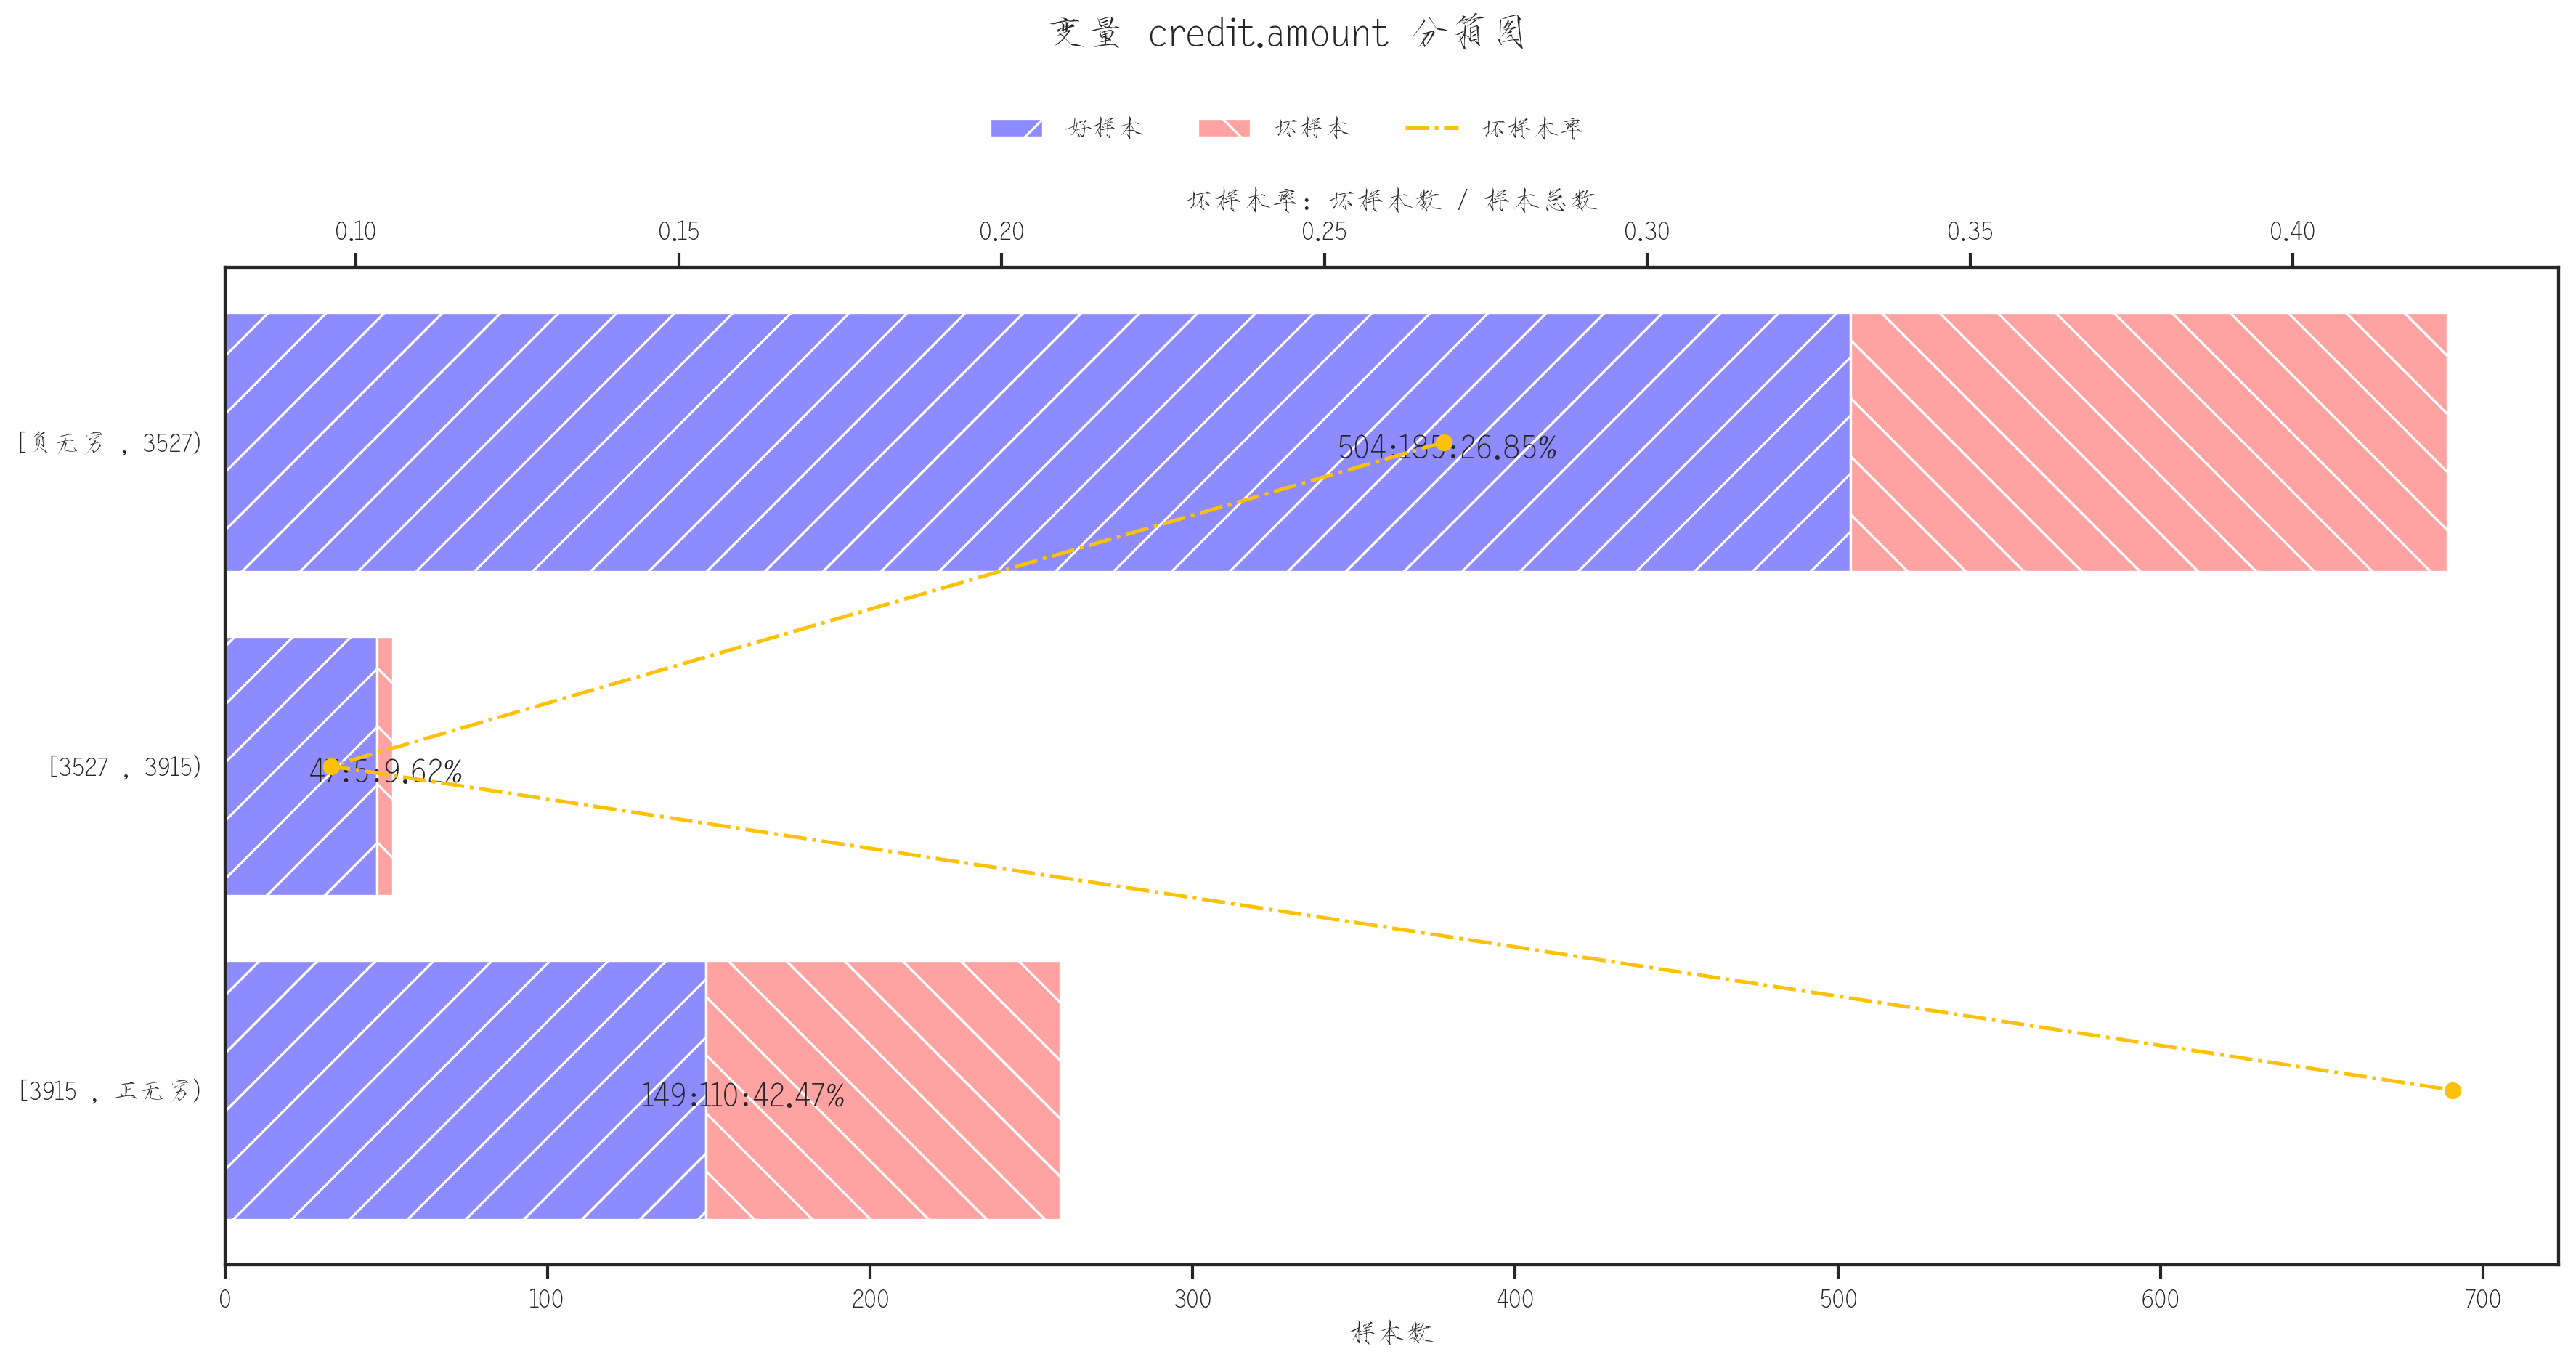 变量 credit.amount 分箱图
好样本 坏样本 坏样本率
坏样本率: 坏样本数 / 样本总数
0.10 0.15 0.20 0.25 0.30 0.35 0.40
[负无穷 , 3527)
504:185:26.85%
[3527 , 3915)
47:5:9.62%
[3915 , 正无穷)
149:110:42.47%
0 100 200 300 400 500 600 700
样本数